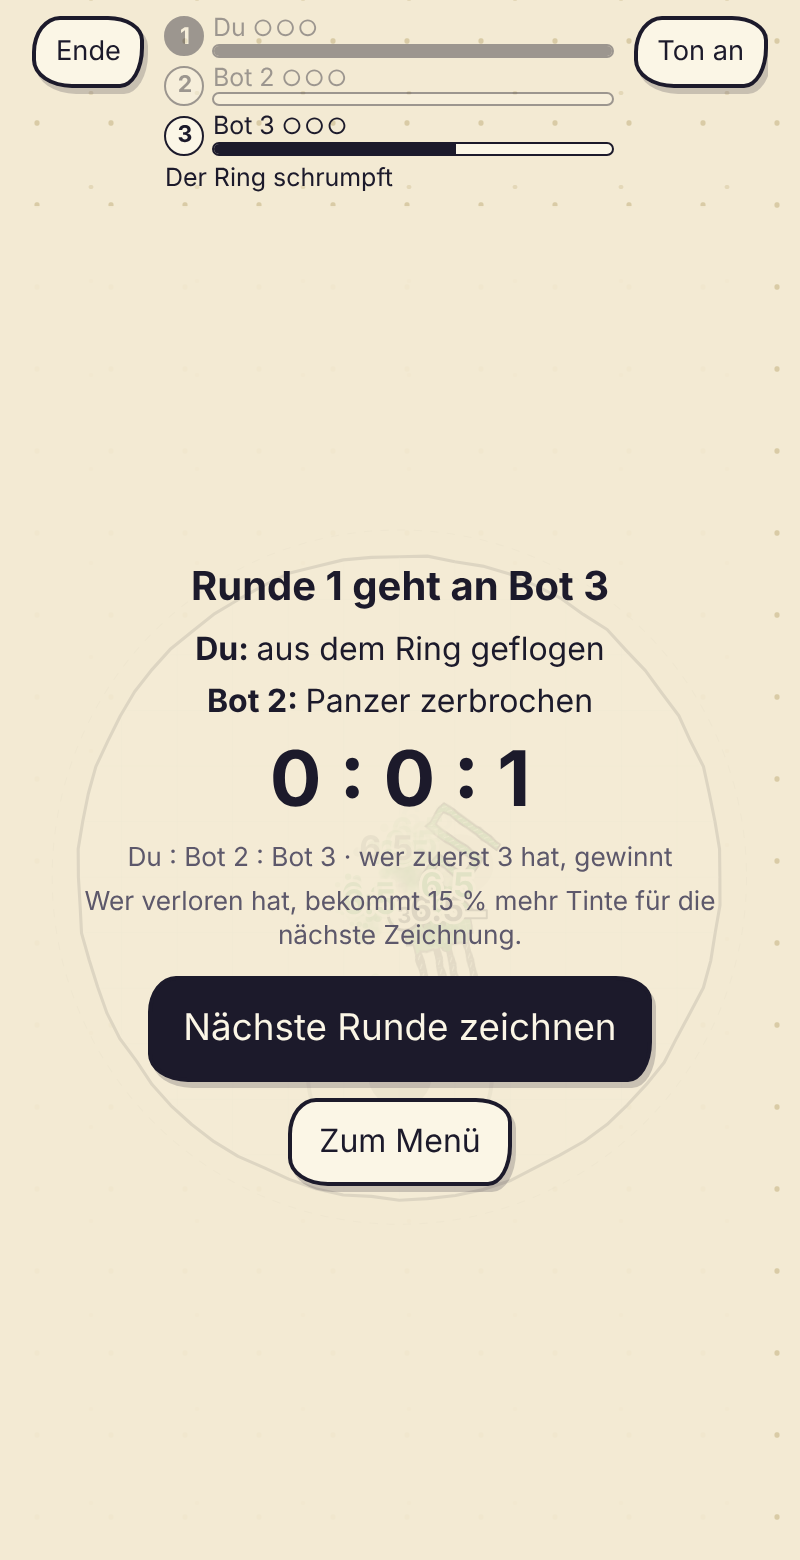 Ende
1 Du
2 Bot 2
3 Bot 3
Der Ring schrumpft
Ton an
Runde 1 geht an Bot 3
Du: aus dem Ring geflogen
Bot 2: Panzer zerbrochen
0 : 0 : 1
Du : Bot 2 : Bot 3 · wer zuerst 3 hat, gewinnt
Wer verloren hat, bekommt 15 % mehr Tinte für die
nächste Zeichnung.
Nächste Runde zeichnen
Zum Menü